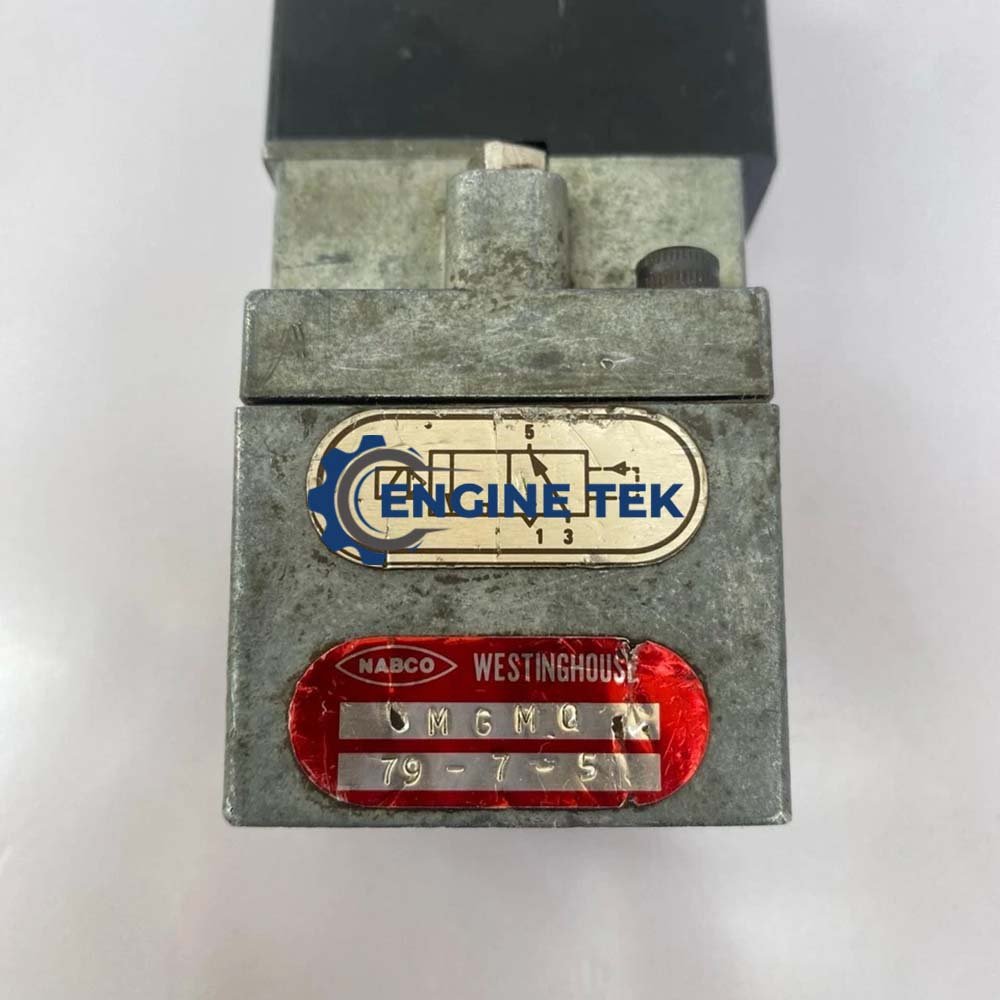 5
ENGINE TEK
1 3
NABCO WESTINGHOUSE
MGMQ
79-7-5